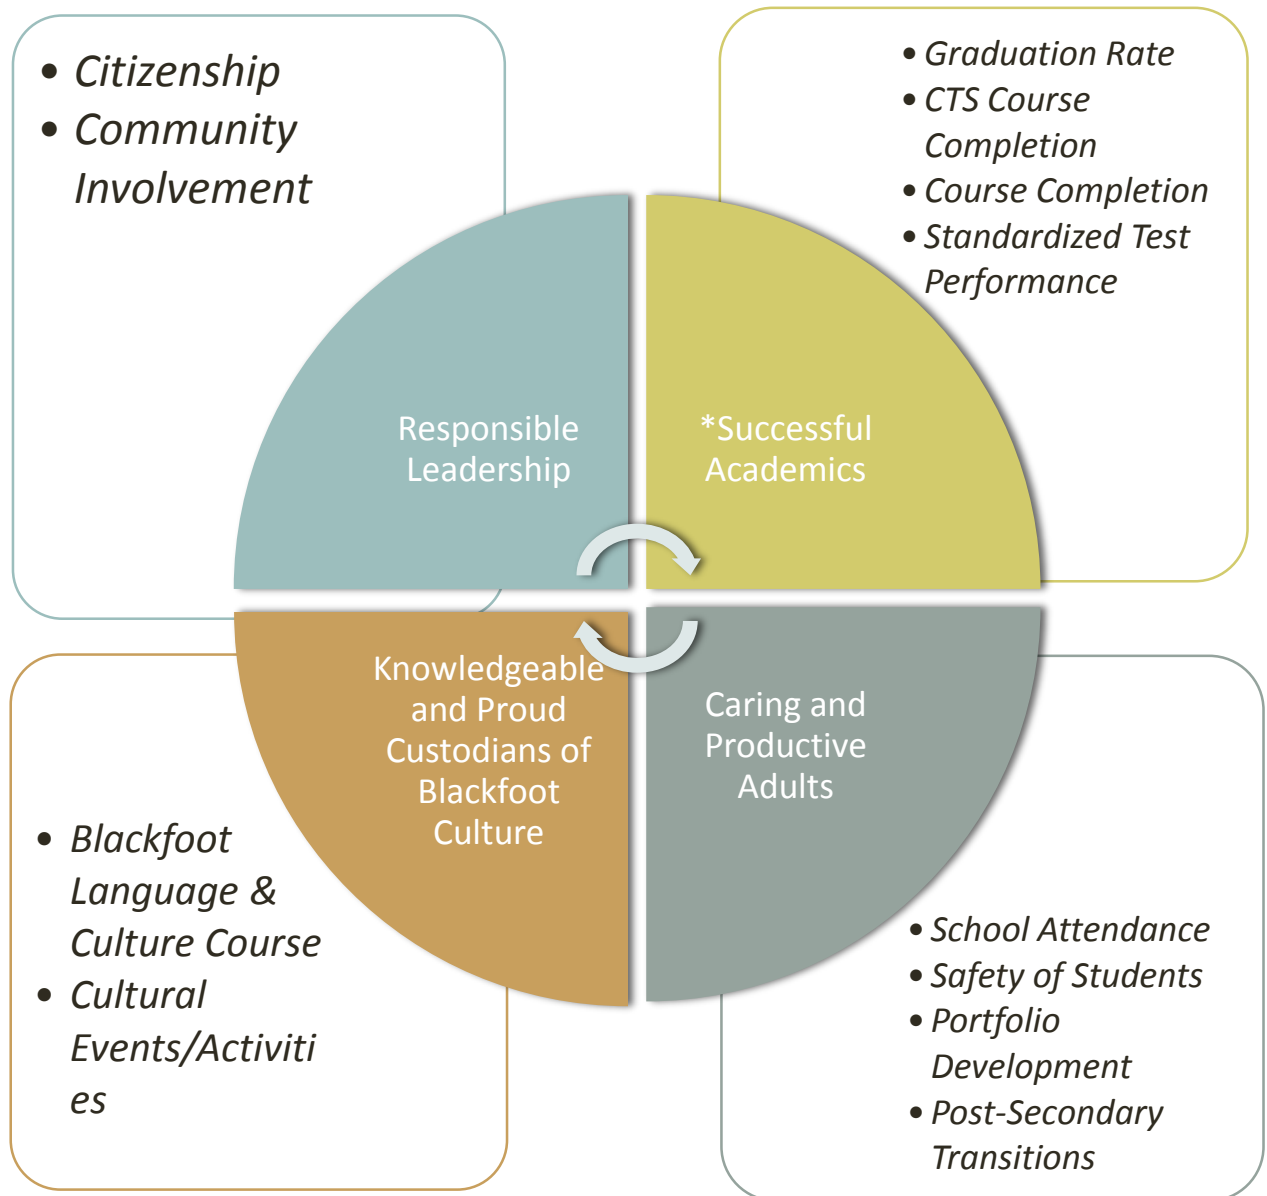 • Citizenship
• Community
Involvement
• Graduation Rate
• CTS Course
Completion
• Course Completion
• Standardized Test
Performance
Responsible
Leadership
*Successful
Academics
Knowledgeable
and Proud
Custodians of
Blackfoot
Culture
Caring and
Productive
Adults
• Blackfoot
Language &
Culture Course
• Cultural
Events/Activiti
es
• School Attendance
• Safety of Students
• Portfolio
Development
• Post-Secondary
Transitions